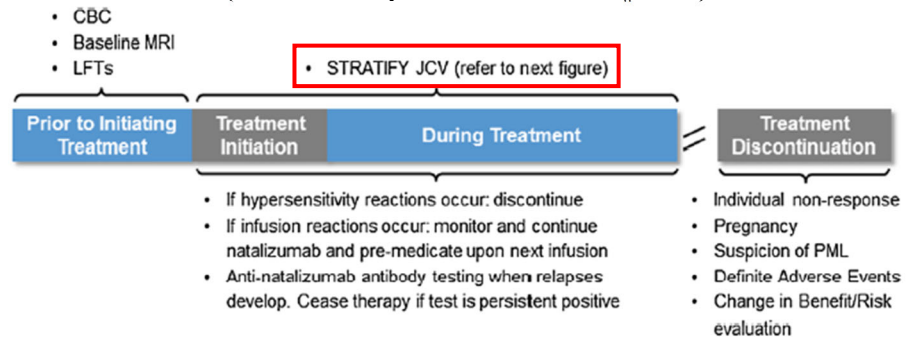 • CBC
• Baseline MRI
• LFTs
• STRATIFY JCV (refer to next figure)
Prior to Initiating
Treatment
Treatment
Initiation
During Treatment
Treatment
Discontinuation
• If hypersensitivity reactions occur: discontinue
• If infusion reactions occur: monitor and continue
natalizumab and pre-medicate upon next infusion
• Anti-natalizumab antibody testing when relapses
develop. Cease therapy if test is persistent positive
• Individual non-response
• Pregnancy
• Suspicion of PML
• Definite Adverse Events
• Change in Benefit/Risk
evaluation